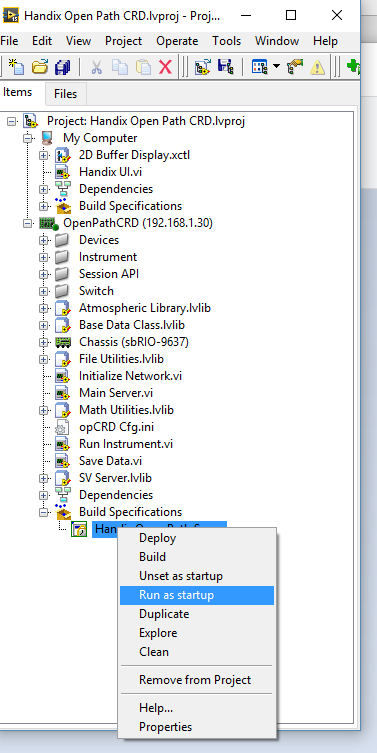 Handix Open Path CRD.lvproj - Proj...
File Edit View Project Operate Tools Window Help
Items Files
Project: Handix Open Path CRD.lvproj
My Computer
2D Buffer Display.xctl
Handix UI.vi
Dependencies
Build Specifications
OpenPathCRD (192.168.1.30)
Devices
Instrument
Session API
Switch
Atmospheric Library.lvlib
Base Data Class.lvlib
Chassis (sbRIO-9637)
File Utilities.lvlib
Initialize Network.vi
Main Server.vi
Math Utilities.lvlib
opCRD Cfg.ini
Run Instrument.vi
Save Data.vi
SV Server.lvlib
Dependencies
Build Specifications
Deploy
Build
Unset as startup
Run as startup
Duplicate
Explore
Clean
Remove from Project
Help...
Properties